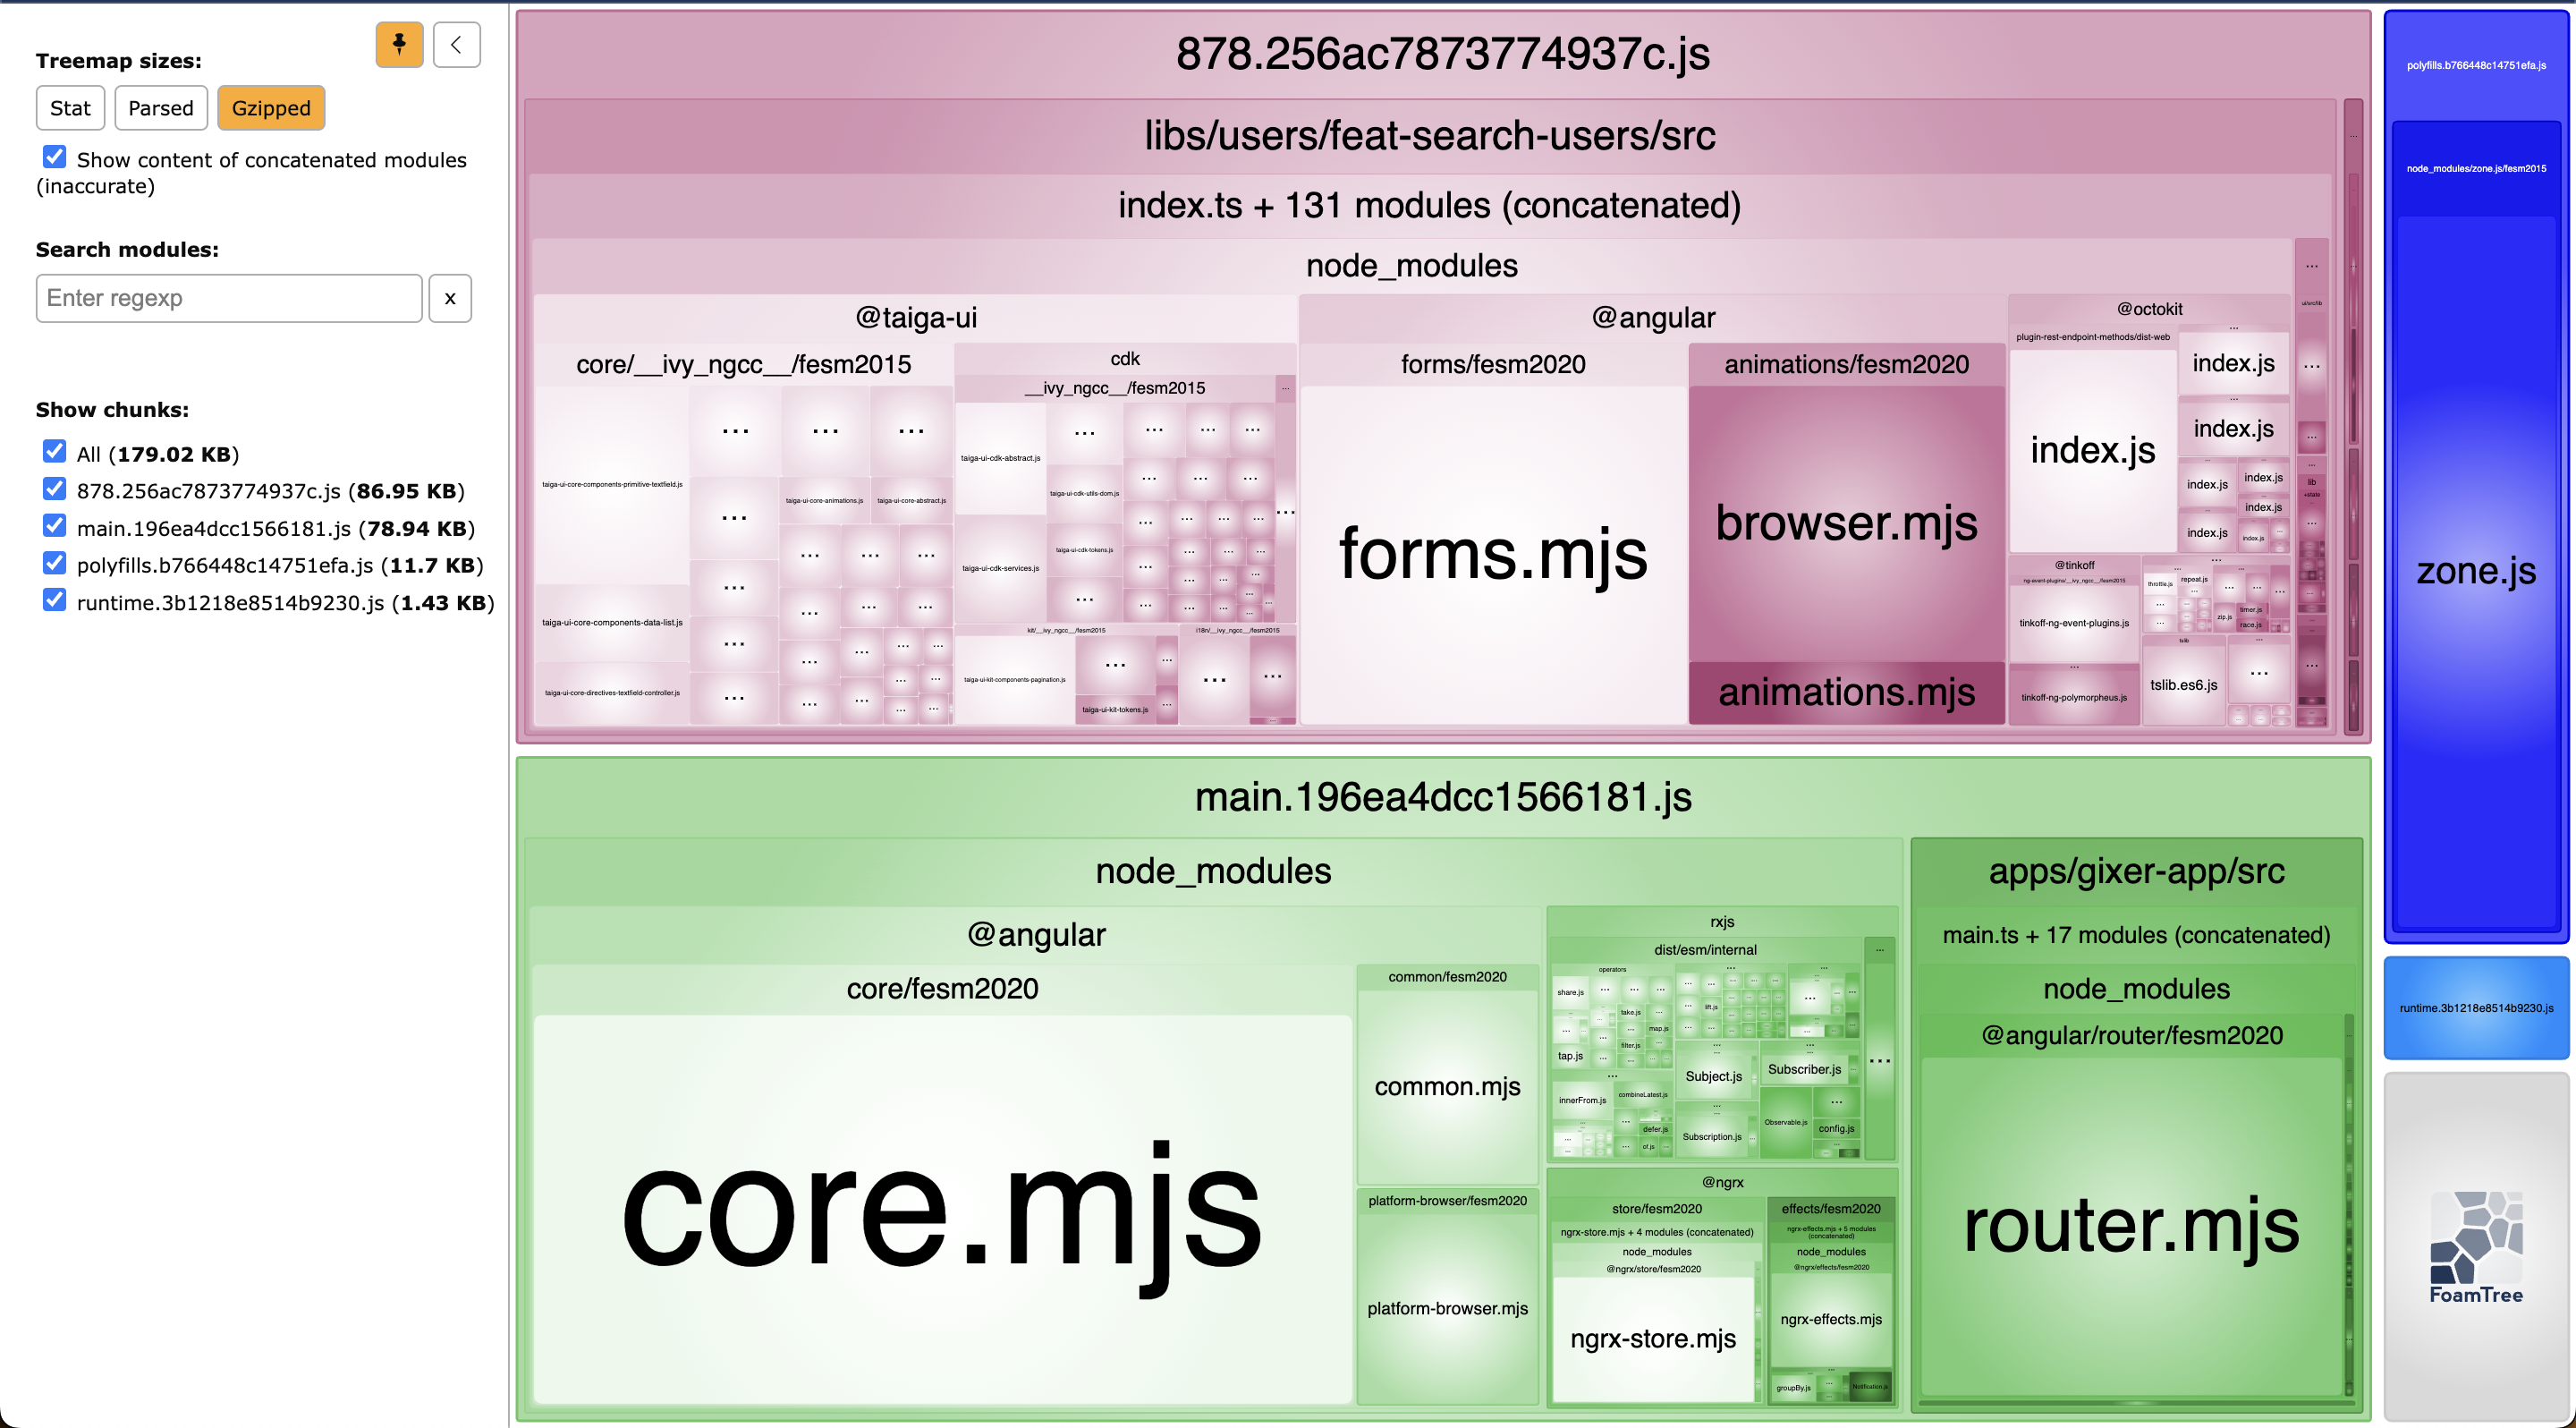 Treemap sizes:
Stat
Parsed
Gzipped
Show content of concatenated modules
(inaccurate)
Search modules:
Enter regexp
x
Show chunks:
All (179.02 KB)
878.256ac7873774937c.js (86.95 KB)
main.196ea4dcc1566181.js (78.94 KB)
polyfills.b766448c14751efa.js (11.7 KB)
runtime.3b1218e8514b9230.js (1.43 KB)
878.256ac7873774937c.js
libs/users/feat-search-users/src
index.ts + 131 modules (concatenated)
node_modules
@taiga-ui
core/__ivy_ngcc__/fesm2015
taiga-ui-core-components-primitive-textfield.js
taiga-ui-core-animations.js
taiga-ui-core-abstract.js
taiga-ui-core-components-data-list.js
taiga-ui-core-directives-textfield-controller.js
cdk
__ivy_ngcc__/fesm2015
taiga-ui-cdk-abstract.js
taiga-ui-cdk-utils-dom.js
taiga-ui-cdk-tokens.js
taiga-ui-cdk-services.js
kit/__ivy_ngcc__/fesm2015
taiga-ui-kit-components-pagination.js
taiga-ui-kit-tokens.js
i18n/__ivy_ngcc__/fesm2015
@angular
forms/fesm2020
forms.mjs
animations/fesm2020
browser.mjs
animations.mjs
@octokit
plugin-rest-endpoint-methods/dist-web
index.js
index.js
index.js
index.js
index.js
index.js
index.js
index.js
@tinkoff
ng-event-plugins/__ivy_ngcc__/fesm2015
tinkoff-ng-event-plugins.js
tinkoff-ng-polymorpheus.js
throttle.js
repeat.js
timer.js
zip.js
race.js
tslib
tslib.es6.js
ui/src/lib
lib
+state
main.196ea4dcc1566181.js
node_modules
@angular
core/fesm2020
core.mjs
common/fesm2020
common.mjs
platform-browser/fesm2020
platform-browser.mjs
rxjs
dist/esm/internal
operators
share.js
take.js
map.js
filter.js
tap.js
lift.js
innerFrom.js
combineLatest.js
defer.js
of.js
Subject.js
Subscriber.js
Subscription.js
Observable.js
config.js
@ngrx
store/fesm2020
ngrx-store.mjs + 4 modules (concatenated)
node_modules
@ngrx/store/fesm2020
ngrx-store.mjs
effects/fesm2020
ngrx-effects.mjs + 5 modules
(concatenated)
node_modules
@ngrx/effects/fesm2020
ngrx-effects.mjs
groupBy.js
Notification.js
apps/gixer-app/src
main.ts + 17 modules (concatenated)
node_modules
@angular/router/fesm2020
router.mjs
polyfills.b766448c14751efa.js
node_modules/zone.js/fesm2015
zone.js
runtime.3b1218e8514b9230.js
FoamTree